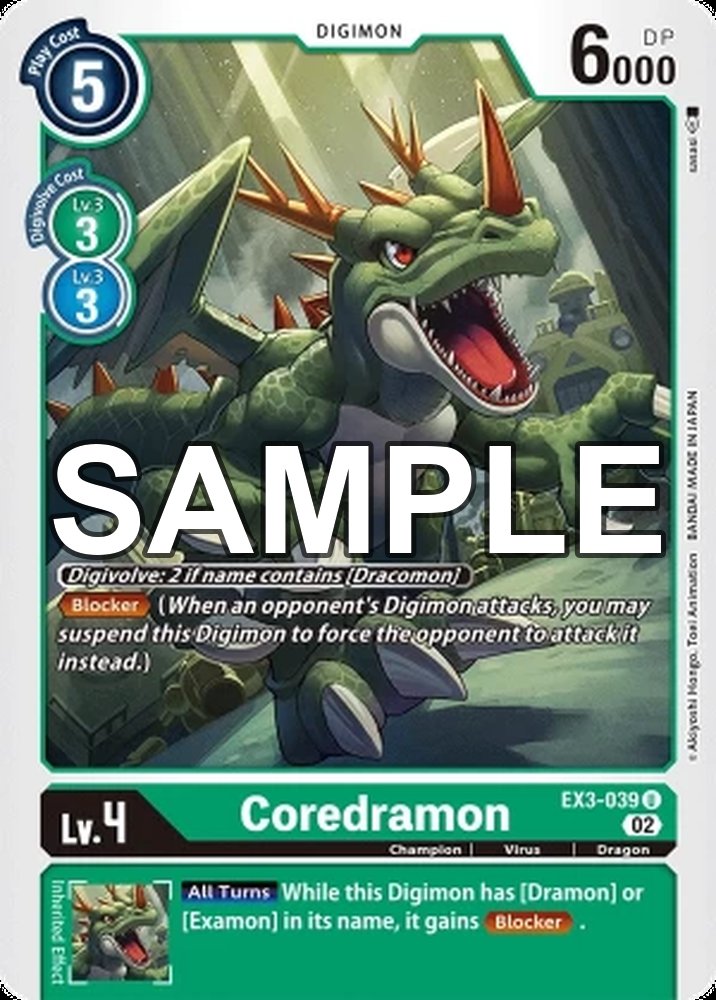 DIGIMON
Play Cost
5
6000
DP
Digivolve Cost
Lv.3
3
Lv.3
3
sasasi
SAMPLE
Digivolve: 2 if name contains [Dracomon]
Blocker (When an opponent's Digimon attacks, you may
suspend this Digimon to force the opponent to attack it
instead.)
© Akiyoshi Hongo, Toei Animation BANDAI MADE IN JAPAN
Lv.4
Coredramon
EX3-039 U
02
Champion | Virus | Dragon
Inherited Effect
All Turns While this Digimon has [Dramon] or
[Examon] in its name, it gains Blocker .